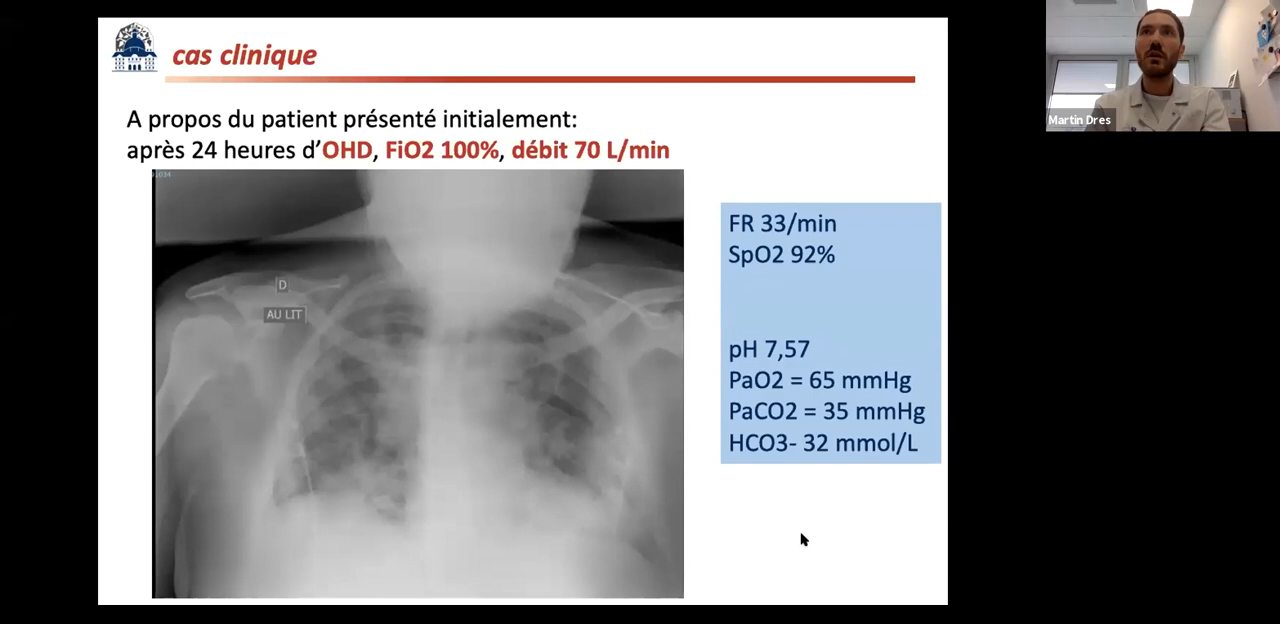 cas clinique
A propos du patient présenté initialement:
après 24 heures d'OHD, FiO2 100%, débit 70 L/min
D
AU LIT
FR 33/min
SpO2 92%
pH 7,57
PaO2 = 65 mmHg
PaCO2 = 35 mmHg
HCO3- 32 mmol/L
Martin Dres